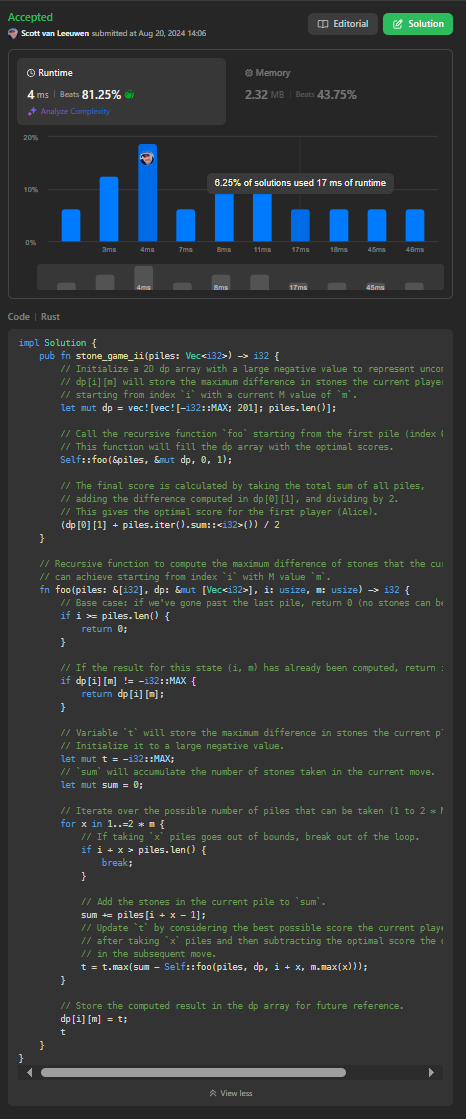 Accepted
Scott van Leeuwen submitted at Aug 20, 2024 14:06
Editorial
Solution
Runtime
4 ms | Beats 81.25%
Analyze Complexity
Memory
2.32 MB | Beats 43.75%
20%
10%
0%
6.25% of solutions used 17 ms of runtime
3ms 4ms 7ms 8ms 11ms 17ms 18ms 45ms 46ms
4ms 8ms 17ms 45ms
Code | Rust
impl Solution {
    pub fn stone_game_ii(piles: Vec<i32>) -> i32 {
        // Initialize a 2D dp array with a large negative value to represent
        // dp[i][m] will store the maximum difference in stones the current player
        // starting from index `i` with a current M value of `m`.
        let mut dp = vec![vec![-i32::MAX; 201]; piles.len()];

        // Call the recursive function `foo` starting from the first pile (index
        // This function will fill the dp array with the optimal scores.
        Self::foo(&piles, &mut dp, 0, 1);

        // The final score is calculated by taking the total sum of all piles,
        // adding the difference computed in dp[0][1], and dividing by 2.
        // This gives the optimal score for the first player (Alice).
        (dp[0][1] + piles.iter().sum::<i32>()) / 2
    }

    // Recursive function to compute the maximum difference of stones that the
    // can achieve starting from index `i` with M value `m`.
    fn foo(piles: &[i32], dp: &mut [Vec<i32>], i: usize, m: usize) -> i32 {
        // Base case: if we've gone past the last pile, return 0 (no stones can
        if i >= piles.len() {
            return 0;
        }

        // If the result for this state (i, m) has already been computed, return
        if dp[i][m] != -i32::MAX {
            return dp[i][m];
        }

        // Variable `t` will store the maximum difference in stones the current
        // Initialize it to a large negative value.
        let mut t = -i32::MAX;
        // `sum` will accumulate the number of stones taken in the current move.
        let mut sum = 0;

        // Iterate over the possible number of piles that can be taken (1 to 2 *
        for x in 1..=2 * m {
            // If taking `x` piles goes out of bounds, break out of the loop.
            if i + x > piles.len() {
                break;
            }

            // Add the stones in the current pile to `sum`.
            sum += piles[i + x - 1];
            // Update `t` by considering the best possible score the current
            // after taking `x` piles and then subtracting the optimal score the
            // in the subsequent move.
            t = t.max(sum - Self::foo(piles, dp, i + x, m.max(x)));
        }

        // Store the computed result in the dp array for future reference.
        dp[i][m] = t;
        t
    }
}
View less